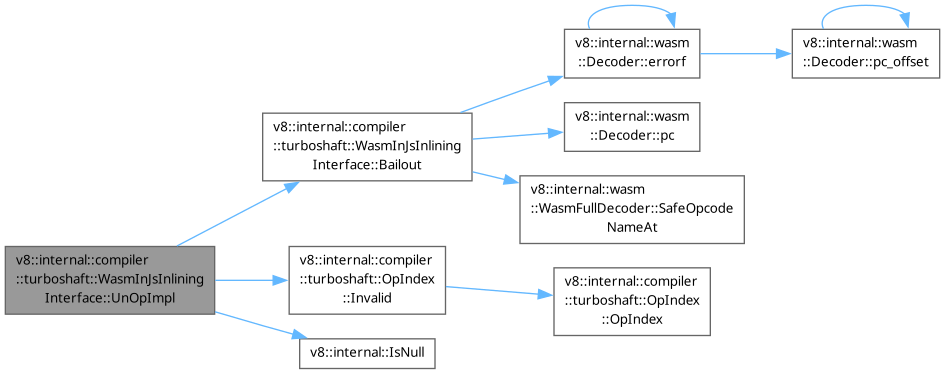 v8::internal::wasm
::Decoder::errorf
v8::internal::wasm
::Decoder::pc_offset
v8::internal::compiler
::turboshaft::WasmInJsInlining
Interface::Bailout
v8::internal::wasm
::Decoder::pc
v8::internal::wasm
::WasmFullDecoder::SafeOpcode
NameAt
v8::internal::compiler
::turboshaft::WasmInJsInlining
Interface::UnOpImpl
v8::internal::compiler
::turboshaft::OpIndex
::Invalid
v8::internal::compiler
::turboshaft::OpIndex
::OpIndex
v8::internal::IsNull